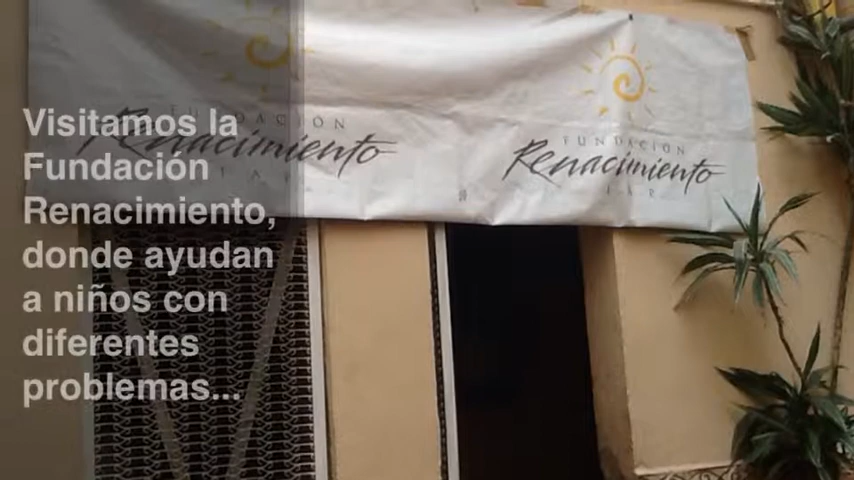 Visitamos la
Fundación
Renacimiento,
donde ayudan
a niños con
diferentes
problemas...
FUNDACIÓN
Renacimiento
I.A.P.
FUNDACIÓN
Renacimiento
I.A.P.